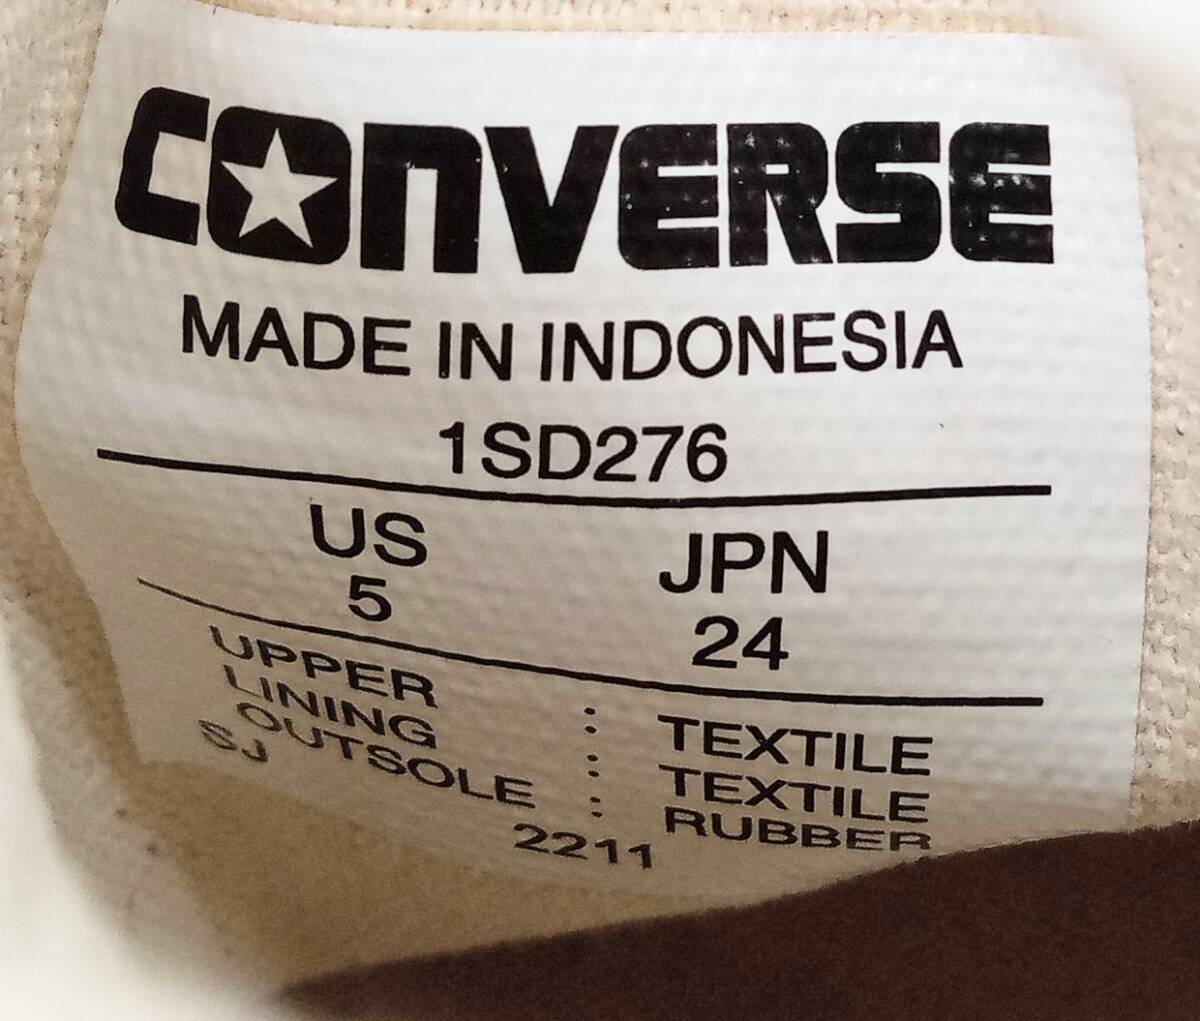 CONVERSE
MADE IN INDONESIA
1SD276
US JPN
5 24
UPPER : TEXTILE
LINING : TEXTILE
OUTSOLE : RUBBER
SJ 2211